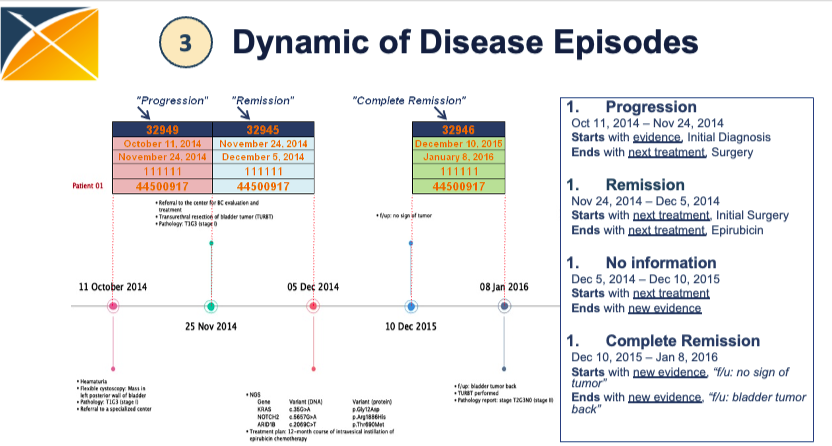 3
Dynamic of Disease Episodes
"Progression"
"Remission"
"Complete Remission"
32949
32945
32946
October 11, 2014
November 24, 2014
December 10, 2015
November 24, 2014
December 5, 2014
January 8, 2016
111111
111111
111111
Patient 01
44500917
44500917
44500917
• Referral to the center for BC evaluation and
treatment
• Transurethral resection of bladder tumor (TURBT)
• Pathology: T1G3 (stage I)
• f/up: no sign of tumor
11 October 2014
05 Dec 2014
08 Jan 2016
25 Nov 2014
10 Dec 2015
• Heamaturia
• Flexible cystoscopy: Mass in
left posterior wall of bladder
• Pathology: T1G3 (stage I)
• Referral to a specialized center
• NGS
Gene Variant (DNA) Variant (protein)
KRAS c.35G>A p.Gly12Asp
NOTCH2 c.5657G>A p.Arg1886His
ARID1B c.2069C>T p.Thr690Met
• Treatment plan: 12-month course of intravesical instillation of
epirubicin chemotherapy
• f/up: bladder tumor back
• TURBT performed
• Pathology report: stage T2G3N0 (stage II)
1. Progression
Oct 11, 2014 – Nov 24, 2014
Starts with evidence, Initial Diagnosis
Ends with next treatment, Surgery
1. Remission
Nov 24, 2014 – Dec 5, 2014
Starts with next treatment, Initial Surgery
Ends with next treatment, Epirubicin
1. No information
Dec 5, 2014 – Dec 10, 2015
Starts with next treatment
Ends with new evidence
1. Complete Remission
Dec 10, 2015 – Jan 8, 2016
Starts with new evidence, "f/u: no sign of
tumor"
Ends with new evidence, "f/u: bladder tumor
back"